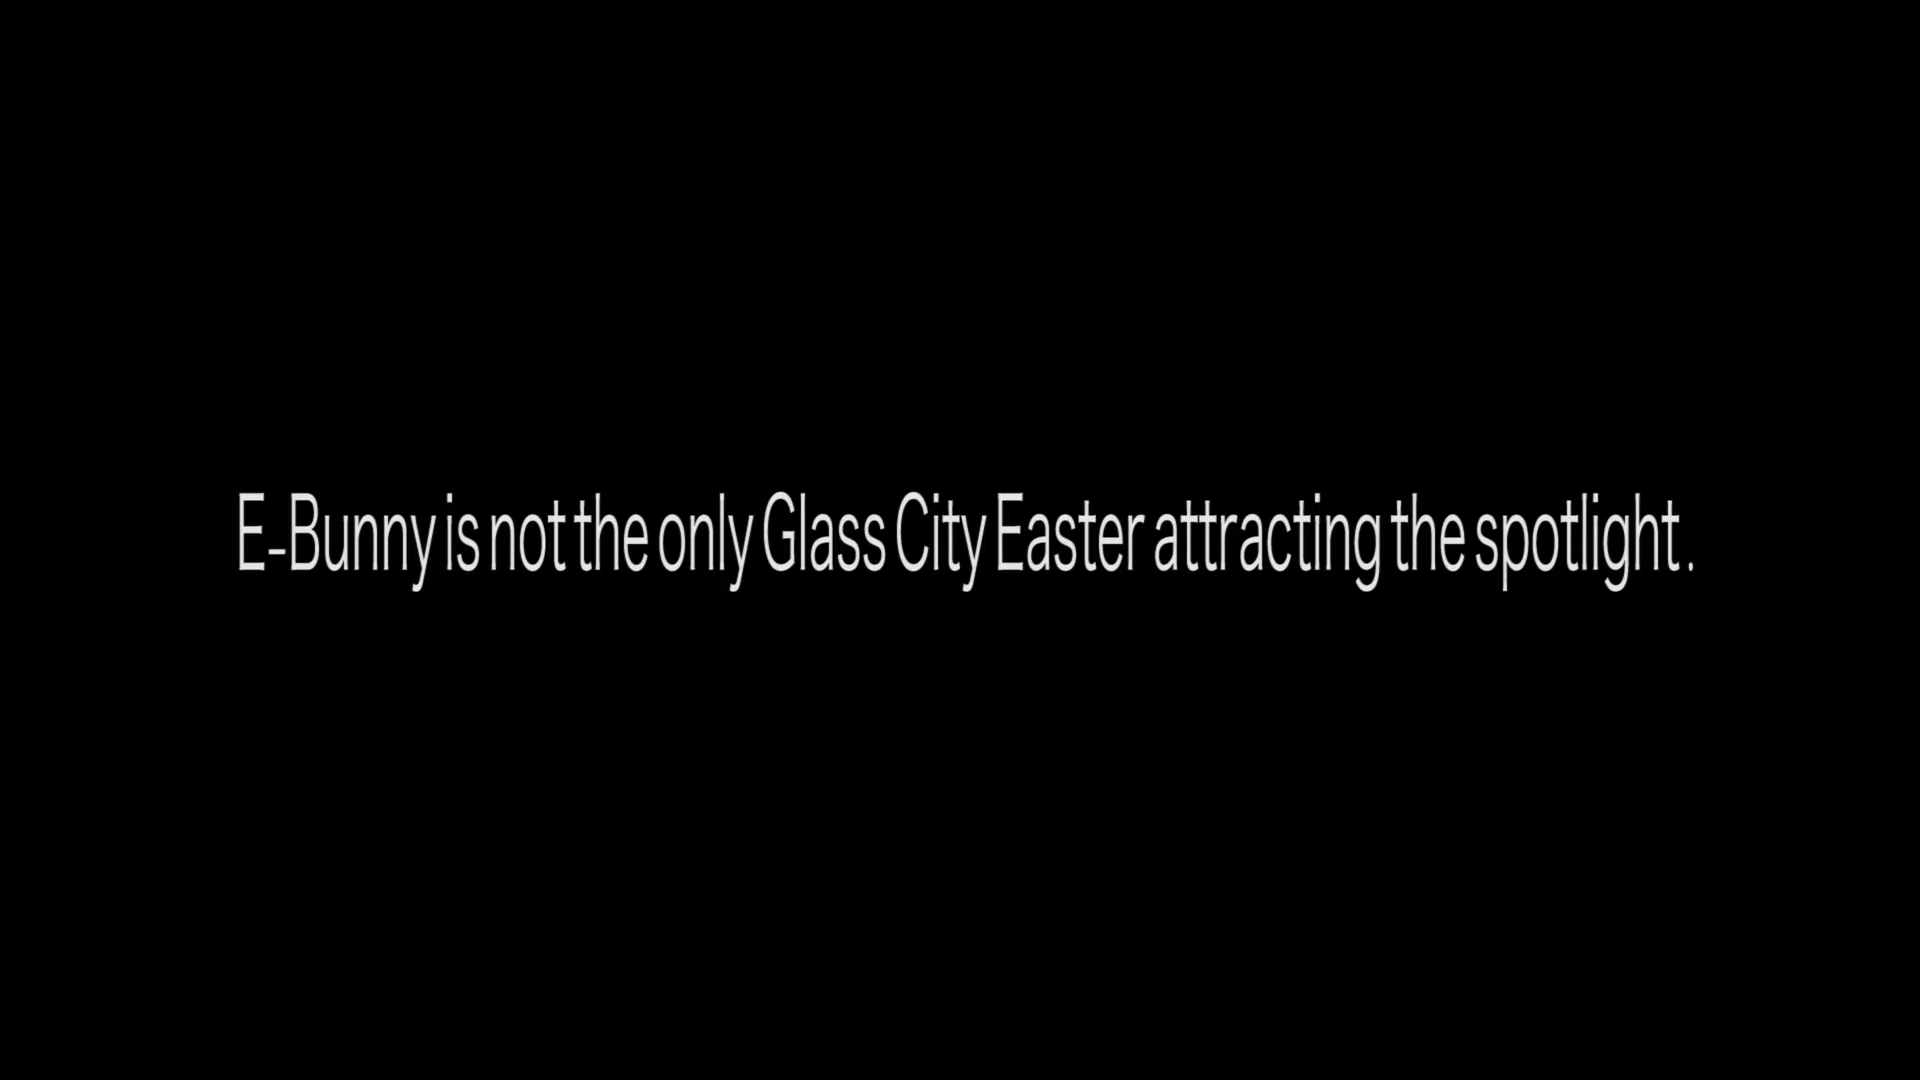 E-Bunny is not the only Glass City Easter attracting the spotlight.